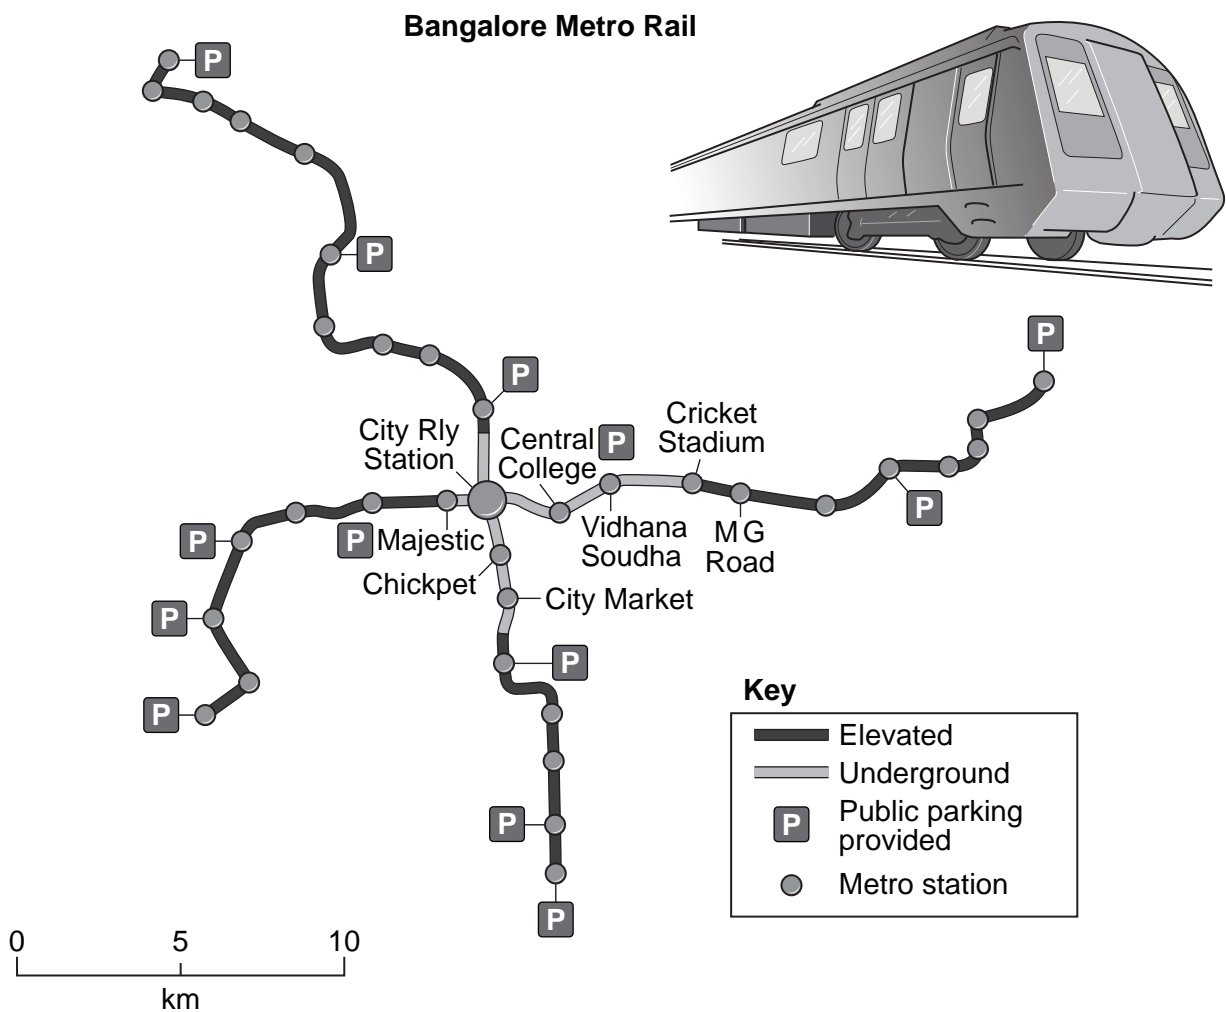 Bangalore Metro Rail
P
P
P
P
City Rly
Station
Central
College
P
Cricket
Stadium
P
P
P
Majestic
Vidhana
Soudha
M G
Road
Chickpet
City Market
P
P
P
P
P
Key
Elevated
Underground
P
Public parking
provided
Metro station
0
5
10
km